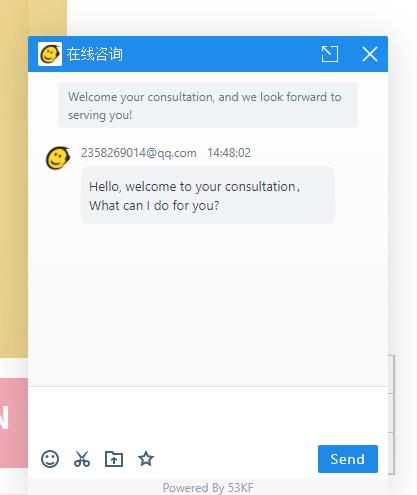 在线咨询
Welcome your consultation, and we look forward to
serving you!
2358269014@qq.com 14:48:02
Hello, welcome to your consultation,
What can I do for you?
N
Send
Powered By 53KF